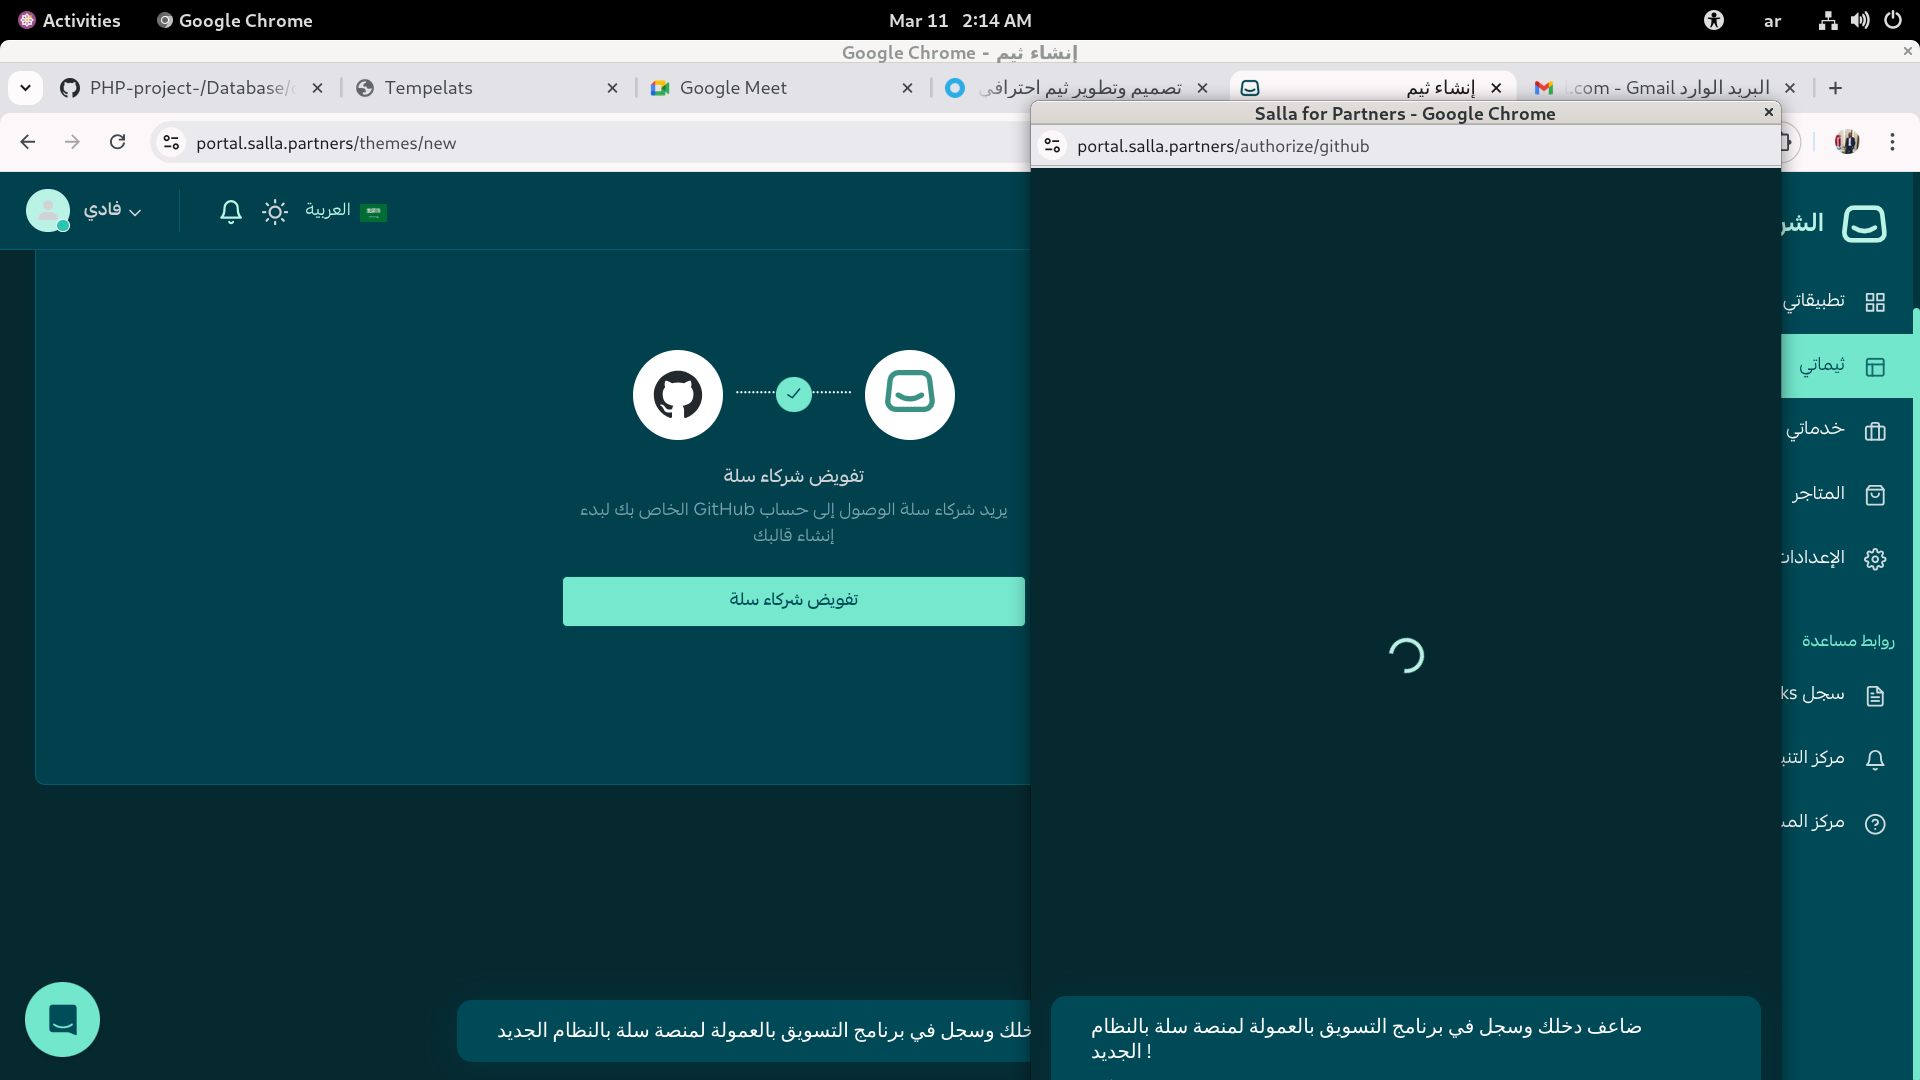 Activities
Google Chrome
Mar 11 2:14 AM
ar
إنشاء ثيم - Google Chrome
PHP-project-/Database/
Tempelats
Google Meet
تصميم وتطوير ثيم احترافي
إنشاء ثيم
البريد الوارد .com - Gmail
portal.salla.partners/themes/new
Salla for Partners - Google Chrome
portal.salla.partners/authorize/github
فادي
العربية
تفويض شركاء سلة
يريد شركاء سلة الوصول إلى حساب GitHub الخاص بك لبدء
إنشاء قالبك
تفويض شركاء سلة
تطبيقاتي
ثيماتي
خدماتي
المتاجر
الإعدادات
روابط مساعدة
سجل ks
مركز
مركز
دخلك وسجل في برنامج التسويق بالعمولة لمنصة سلة بالنظام الجديد
ضاعف دخلك وسجل في برنامج التسويق بالعمولة لمنصة سلة بالنظام
الجديد !